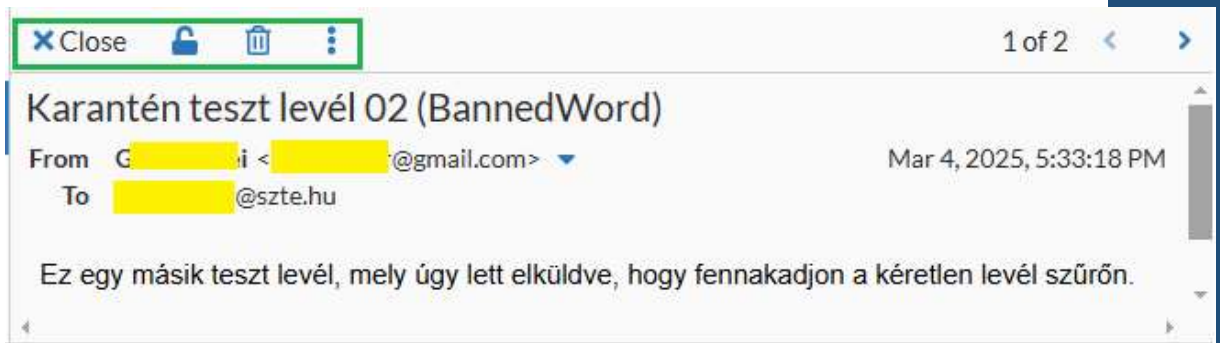 Close
1 of 2
Karantén teszt levél 02 (BannedWord)
From G i < r@gmail.com>
Mar 4, 2025, 5:33:18 PM
To @szte.hu
Ez egy másik teszt levél, mely úgy lett elküldve, hogy fennakadjon a kéretlen levél szűrőn.